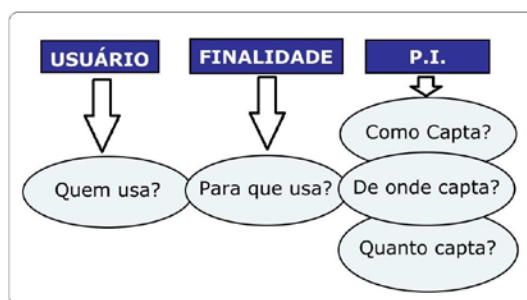 USUÁRIO
FINALIDADE
P.I.
Como Capta?
Quem usa?
Para que usa?
De onde capta?
Quanto capta?